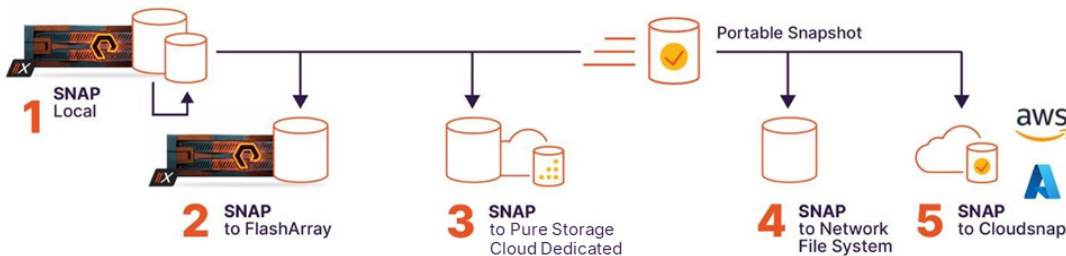 Portable Snapshot
//X
1
SNAP
Local
//X
2
SNAP
to FlashArray
3
SNAP
to Pure Storage
Cloud Dedicated
4
SNAP
to Network
File System
5
SNAP
to Cloudsnap
aws